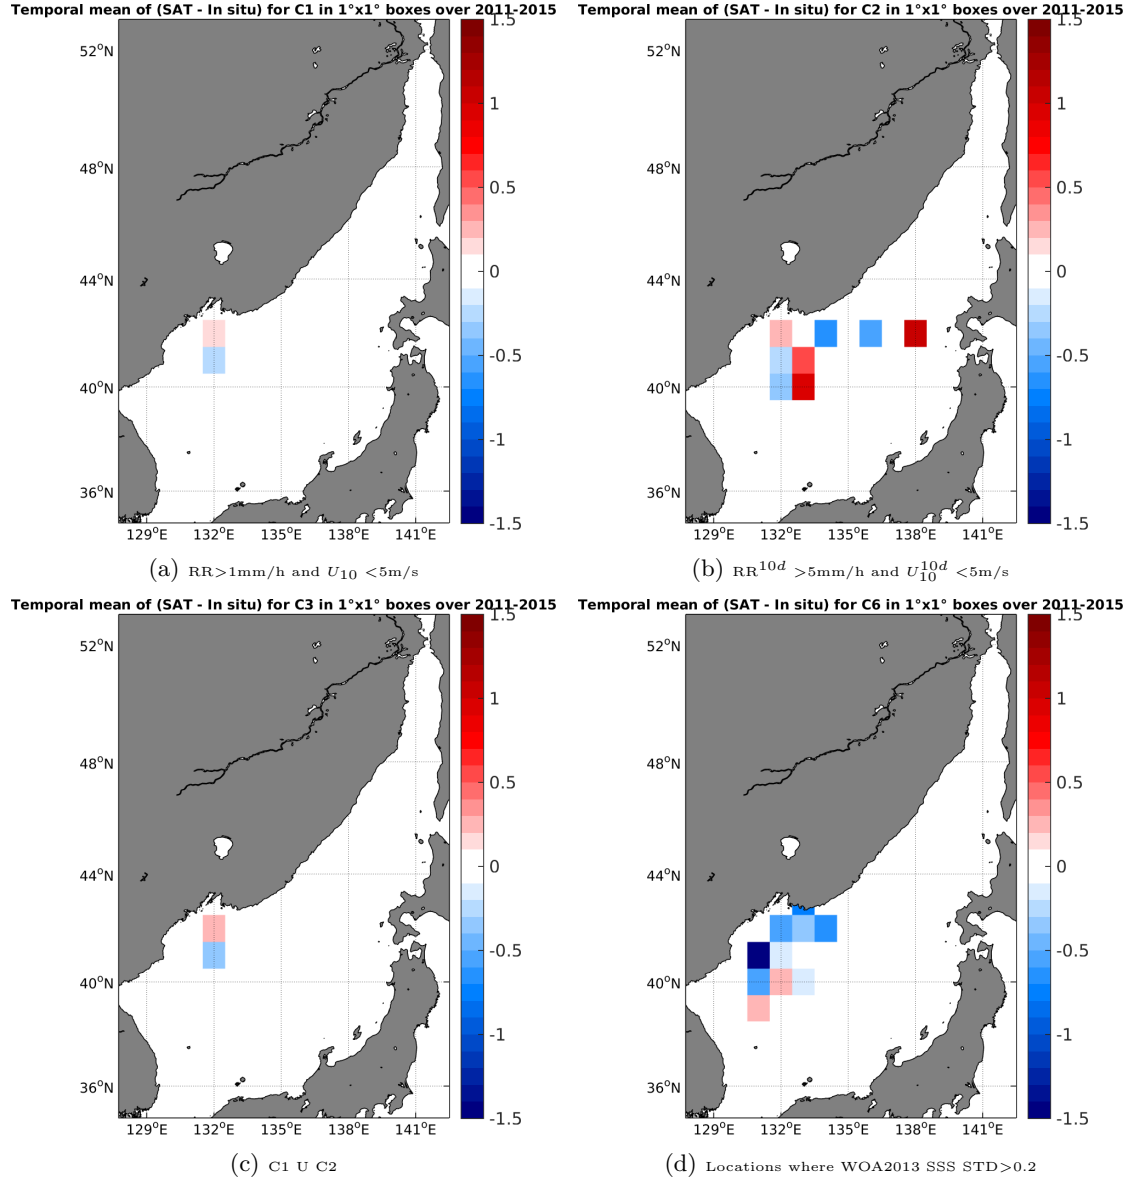 Temporal mean of (SAT - In situ) for C1 in 1°x1° boxes over 2011-2015
52°N
48°N
44°N
40°N
36°N
129°E 132°E 135°E 138°E 141°E
1.5
1
0.5
0
-0.5
-1
-1.5
(a) RR>1mm/h and U10 <5m/s
Temporal mean of (SAT - In situ) for C2 in 1°x1° boxes over 2011-2015
52°N
48°N
44°N
40°N
36°N
129°E 132°E 135°E 138°E 141°E
1.5
1
0.5
0
-0.5
-1
-1.5
(b) RR^10d >5mm/h and U10^10d <5m/s
Temporal mean of (SAT - In situ) for C3 in 1°x1° boxes over 2011-2015
52°N
48°N
44°N
40°N
36°N
129°E 132°E 135°E 138°E 141°E
1.5
1
0.5
0
-0.5
-1
-1.5
(c) C1 U C2
Temporal mean of (SAT - In situ) for C6 in 1°x1° boxes over 2011-2015
52°N
48°N
44°N
40°N
36°N
129°E 132°E 135°E 138°E 141°E
1.5
1
0.5
0
-0.5
-1
-1.5
(d) Locations where WOA2013 SSS STD>0.2